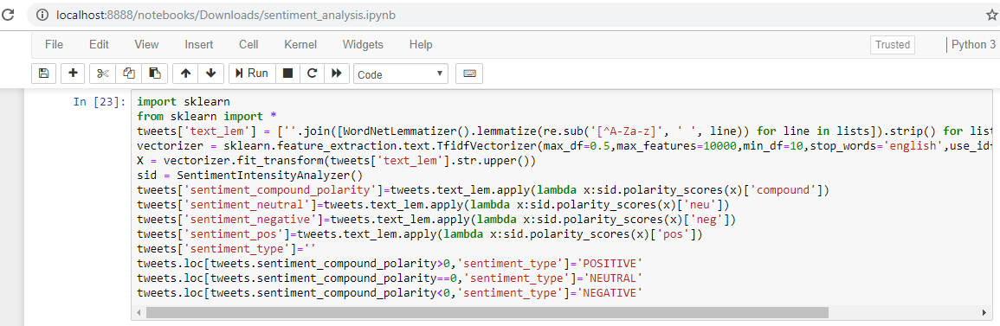 localhost:8888/notebooks/Downloads/sentiment_analysis.ipynb
File Edit View Insert Cell Kernel Widgets Help Trusted Python 3
Run Code
In [23]:
import sklearn
from sklearn import *
tweets['text_lem'] = [''.join([WordNetLemmatizer().lemmatize(re.sub('[^A-Za-z]', ' ', line)) for line in lists]).strip() for list
vectorizer = sklearn.feature_extraction.text.TfidfVectorizer(max_df=0.5,max_features=10000,min_df=10,stop_words='english',use_id
X = vectorizer.fit_transform(tweets['text_lem'].str.upper())
sid = SentimentIntensityAnalyzer()
tweets['sentiment_compound_polarity']=tweets.text_lem.apply(lambda x:sid.polarity_scores(x)['compound'])
tweets['sentiment_neutral']=tweets.text_lem.apply(lambda x:sid.polarity_scores(x)['neu'])
tweets['sentiment_negative']=tweets.text_lem.apply(lambda x:sid.polarity_scores(x)['neg'])
tweets['sentiment_pos']=tweets.text_lem.apply(lambda x:sid.polarity_scores(x)['pos'])
tweets['sentiment_type']=''
tweets.loc[tweets.sentiment_compound_polarity>0,'sentiment_type']='POSITIVE'
tweets.loc[tweets.sentiment_compound_polarity==0,'sentiment_type']='NEUTRAL'
tweets.loc[tweets.sentiment_compound_polarity<0,'sentiment_type']='NEGATIVE'